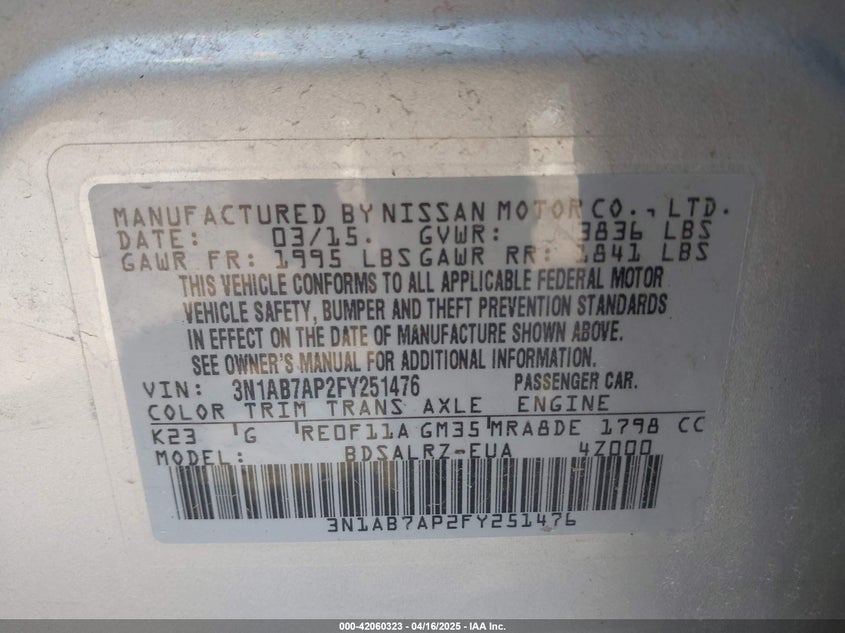 MANUFACTURED BY NISSAN MOTOR CO., LTD.
DATE: 03/15. GVWR: 3836 LBS
GAWR FR: 1995 LBS GAWR RR: 1841 LBS
THIS VEHICLE CONFORMS TO ALL APPLICABLE FEDERAL MOTOR
VEHICLE SAFETY, BUMPER AND THEFT PREVENTION STANDARDS
IN EFFECT ON THE DATE OF MANUFACTURE SHOWN ABOVE.
SEE OWNER'S MANUAL FOR ADDITIONAL INFORMATION.
VIN: 3N1AB7AP2FY251476 PASSENGER CAR.
COLOR TRIM TRANS AXLE ENGINE
K23 G RE0F11A GM35 MRA8DE 1798 CC
MODEL: BDSALRZ-EUA 4Z000
3N1AB7AP2FY251476
000-42060323 - 04/16/2025 - IAA Inc.